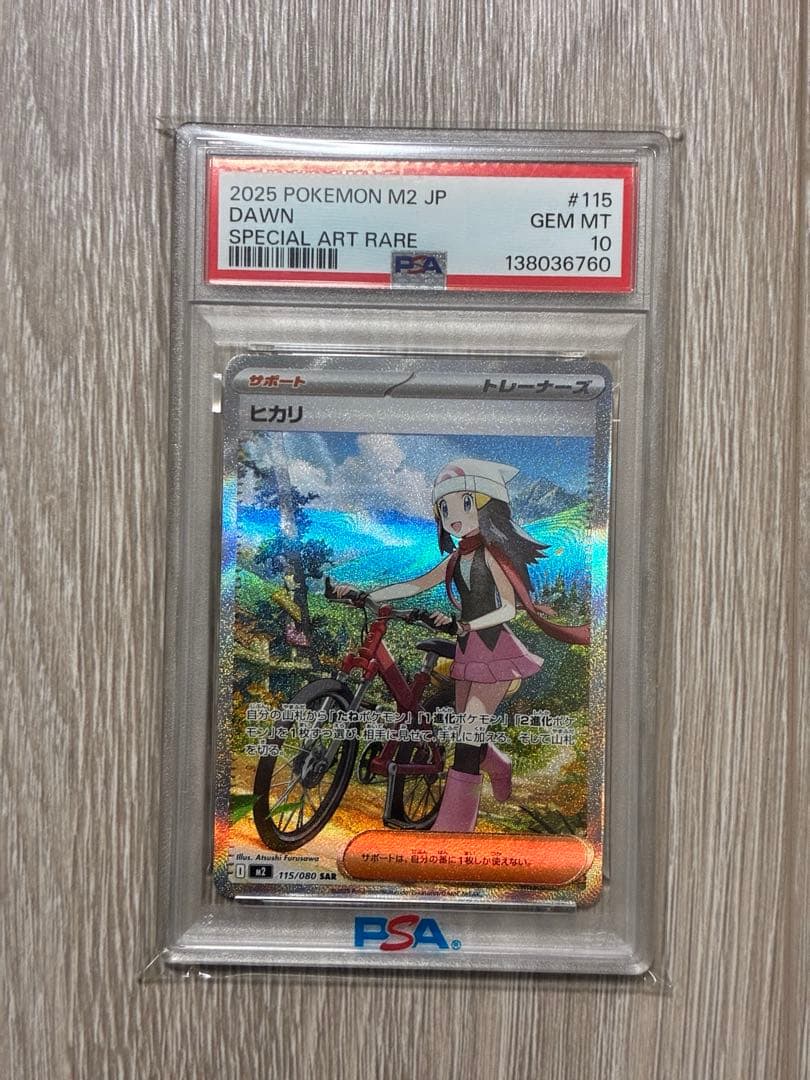 2025 POKEMON M2 JP #115
DAWN GEM MT
SPECIAL ART RARE 10
PSA 138036760
サポート トレーナーズ
ヒカリ
自分の山札から「たねポケモン」「1進化ポケモン」「2進化ポケ
モン」を1枚ずつ選び、相手に見せて、手札に加える。そして山札
を切る。
サポートは、自分の番に1枚しか使えない。
Illus. Atsushi Furusawa
I M2 115/080 SAR
PSA®